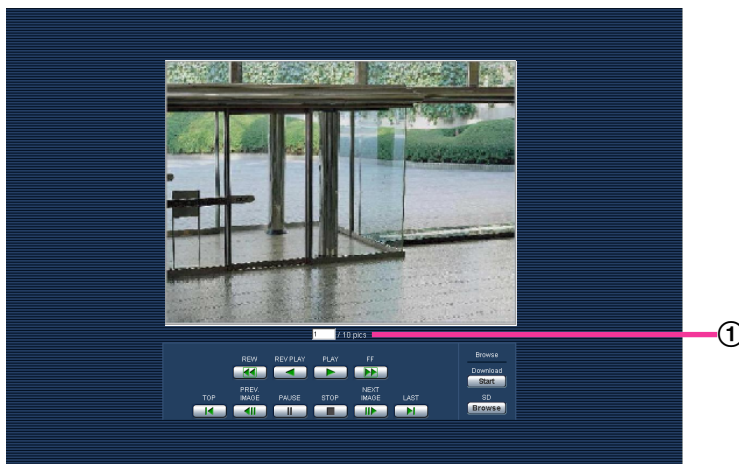 1 / 10 pics
①
REW REV PLAY PLAY FF
TOP PREV. IMAGE PAUSE STOP NEXT IMAGE LAST
Browse
Download
Start
SD
Browse